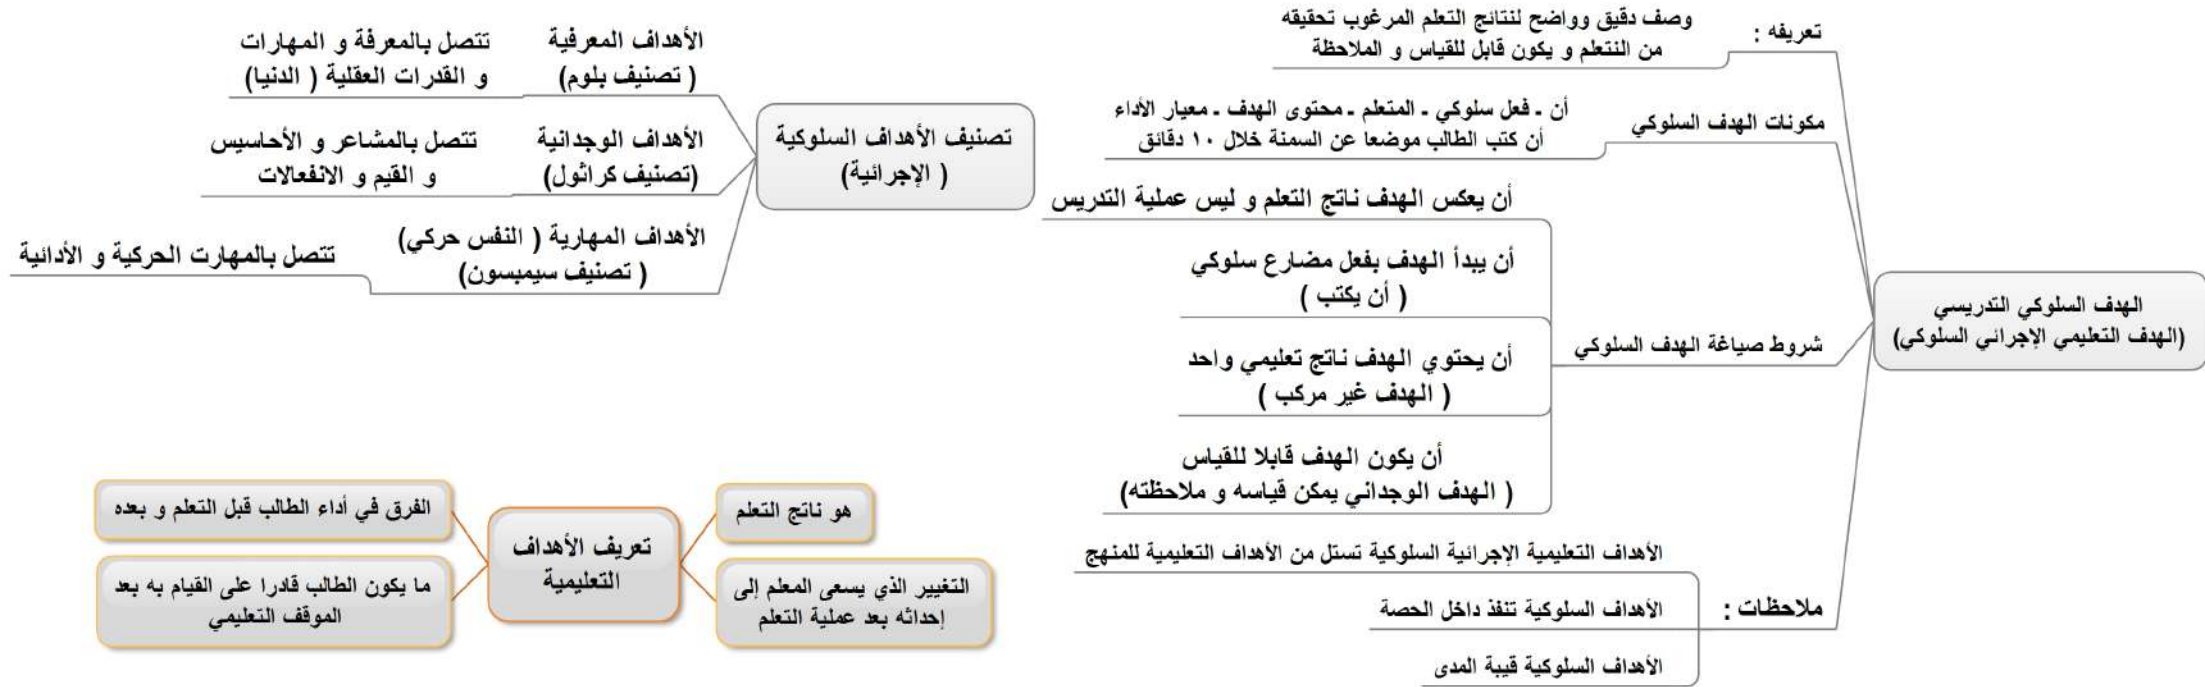 الهدف السلوكي التدريسي
(الهدف التعليمي الإجرائي السلوكي)
تعريفه :
وصف دقيق وواضح لنتائج التعلم المرغوب تحقيقه
من النتعلم و يكون قابل للقياس و الملاحظة
مكونات الهدف السلوكي
أن ـ فعل سلوكي ـ المتعلم ـ محتوى الهدف ـ معيار الأداء
أن كتب الطالب موضعا عن السمنة خلال ١٠ دقائق
شروط صياغة الهدف السلوكي
أن يعكس الهدف ناتج التعلم و ليس عملية التدريس
أن يبدأ الهدف بفعل مضارع سلوكي
( أن يكتب )
أن يحتوي الهدف ناتج تعليمي واحد
( الهدف غير مركب )
أن يكون الهدف قابلا للقياس
( الهدف الوجداني يمكن قياسه و ملاحظته)
ملاحظات :
الأهداف التعليمية الإجرائية السلوكية تستل من الأهداف التعليمية للمنهج
الأهداف السلوكية تنفذ داخل الحصة
الأهداف السلوكية قيبة المدى
تصنيف الأهداف السلوكية
( الإجرائية)
الأهداف المعرفية
( تصنيف بلوم)
تتصل بالمعرفة و المهارات
و القدرات العقلية ( الدنيا)
الأهداف الوجدانية
(تصنيف كراثول)
تتصل بالمشاعر و الأحاسيس
و القيم و الانفعالات
الأهداف المهارية ( النفس حركي)
( تصنيف سيمبسون)
تتصل بالمهارت الحركية و الأدائية
تعريف الأهداف
التعليمية
هو ناتج التعلم
التغيير الذي يسعى المعلم إلى
إحداثه بعد عملية التعلم
الفرق في أداء الطالب قبل التعلم و بعده
ما يكون الطالب قادرا على القيام به بعد
الموقف التعليمي